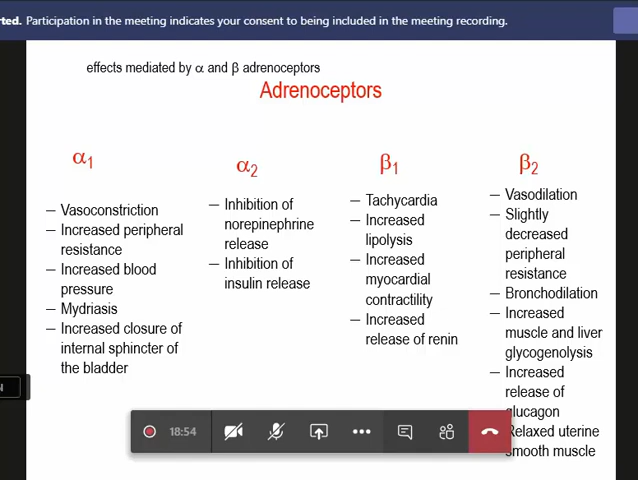 rted. Participation in the meeting indicates your consent to being included in the meeting recording.
effects mediated by α and β adrenoceptors
Adrenoceptors
α1
— Vasoconstriction
— Increased peripheral
resistance
— Increased blood
pressure
— Mydriasis
— Increased closure of
internal sphincter of
the bladder
α2
— Inhibition of
norepinephrine
release
— Inhibition of
insulin release
β1
— Tachycardia
— Increased
lipolysis
— Increased
myocardial
contractility
— Increased
release of renin
β2
— Vasodilation
— Slightly
decreased
peripheral
resistance
— Bronchodilation
— Increased
muscle and liver
glycogenolysis
— Increased
release of
glucagon
Relaxed uterine
smooth muscle
18:54